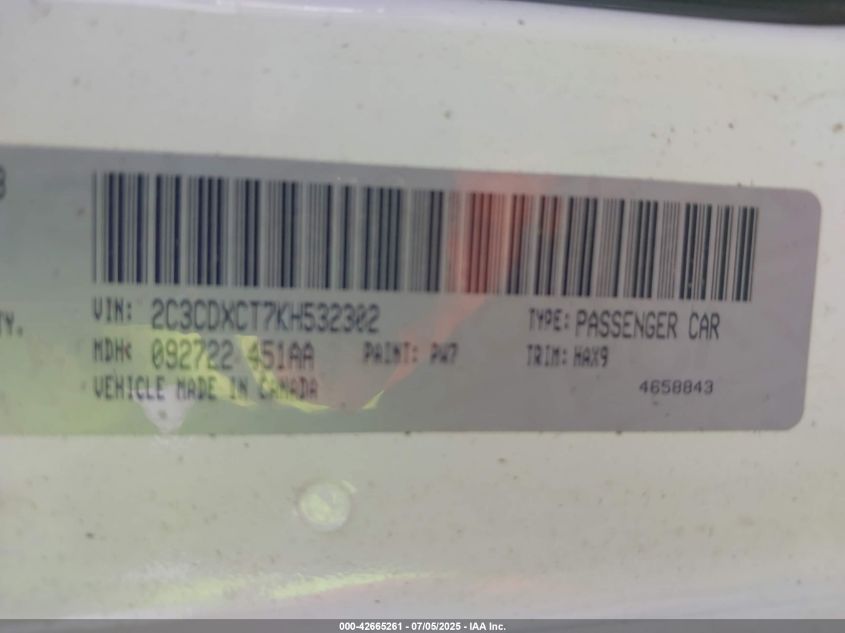 VIN: 2C3CDXCT7KH532302 TYPE: PASSENGER CAR
MDH: 092722 451AA PAINT: PW7 TRIM: HAX9
VEHICLE MADE IN CANADA 4658843
TY.
000-42665261 - 07/05/2025 - IAA Inc.